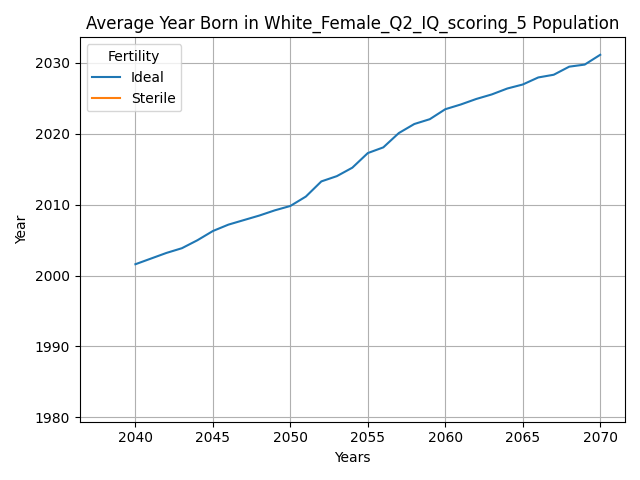 Average Year Born in White_Female_Q2_IQ_scoring_5 Population
Fertility
Ideal
Sterile
2030
2020
2010
2000
1990
1980
Year
2040 2045 2050 2055 2060 2065 2070
Years